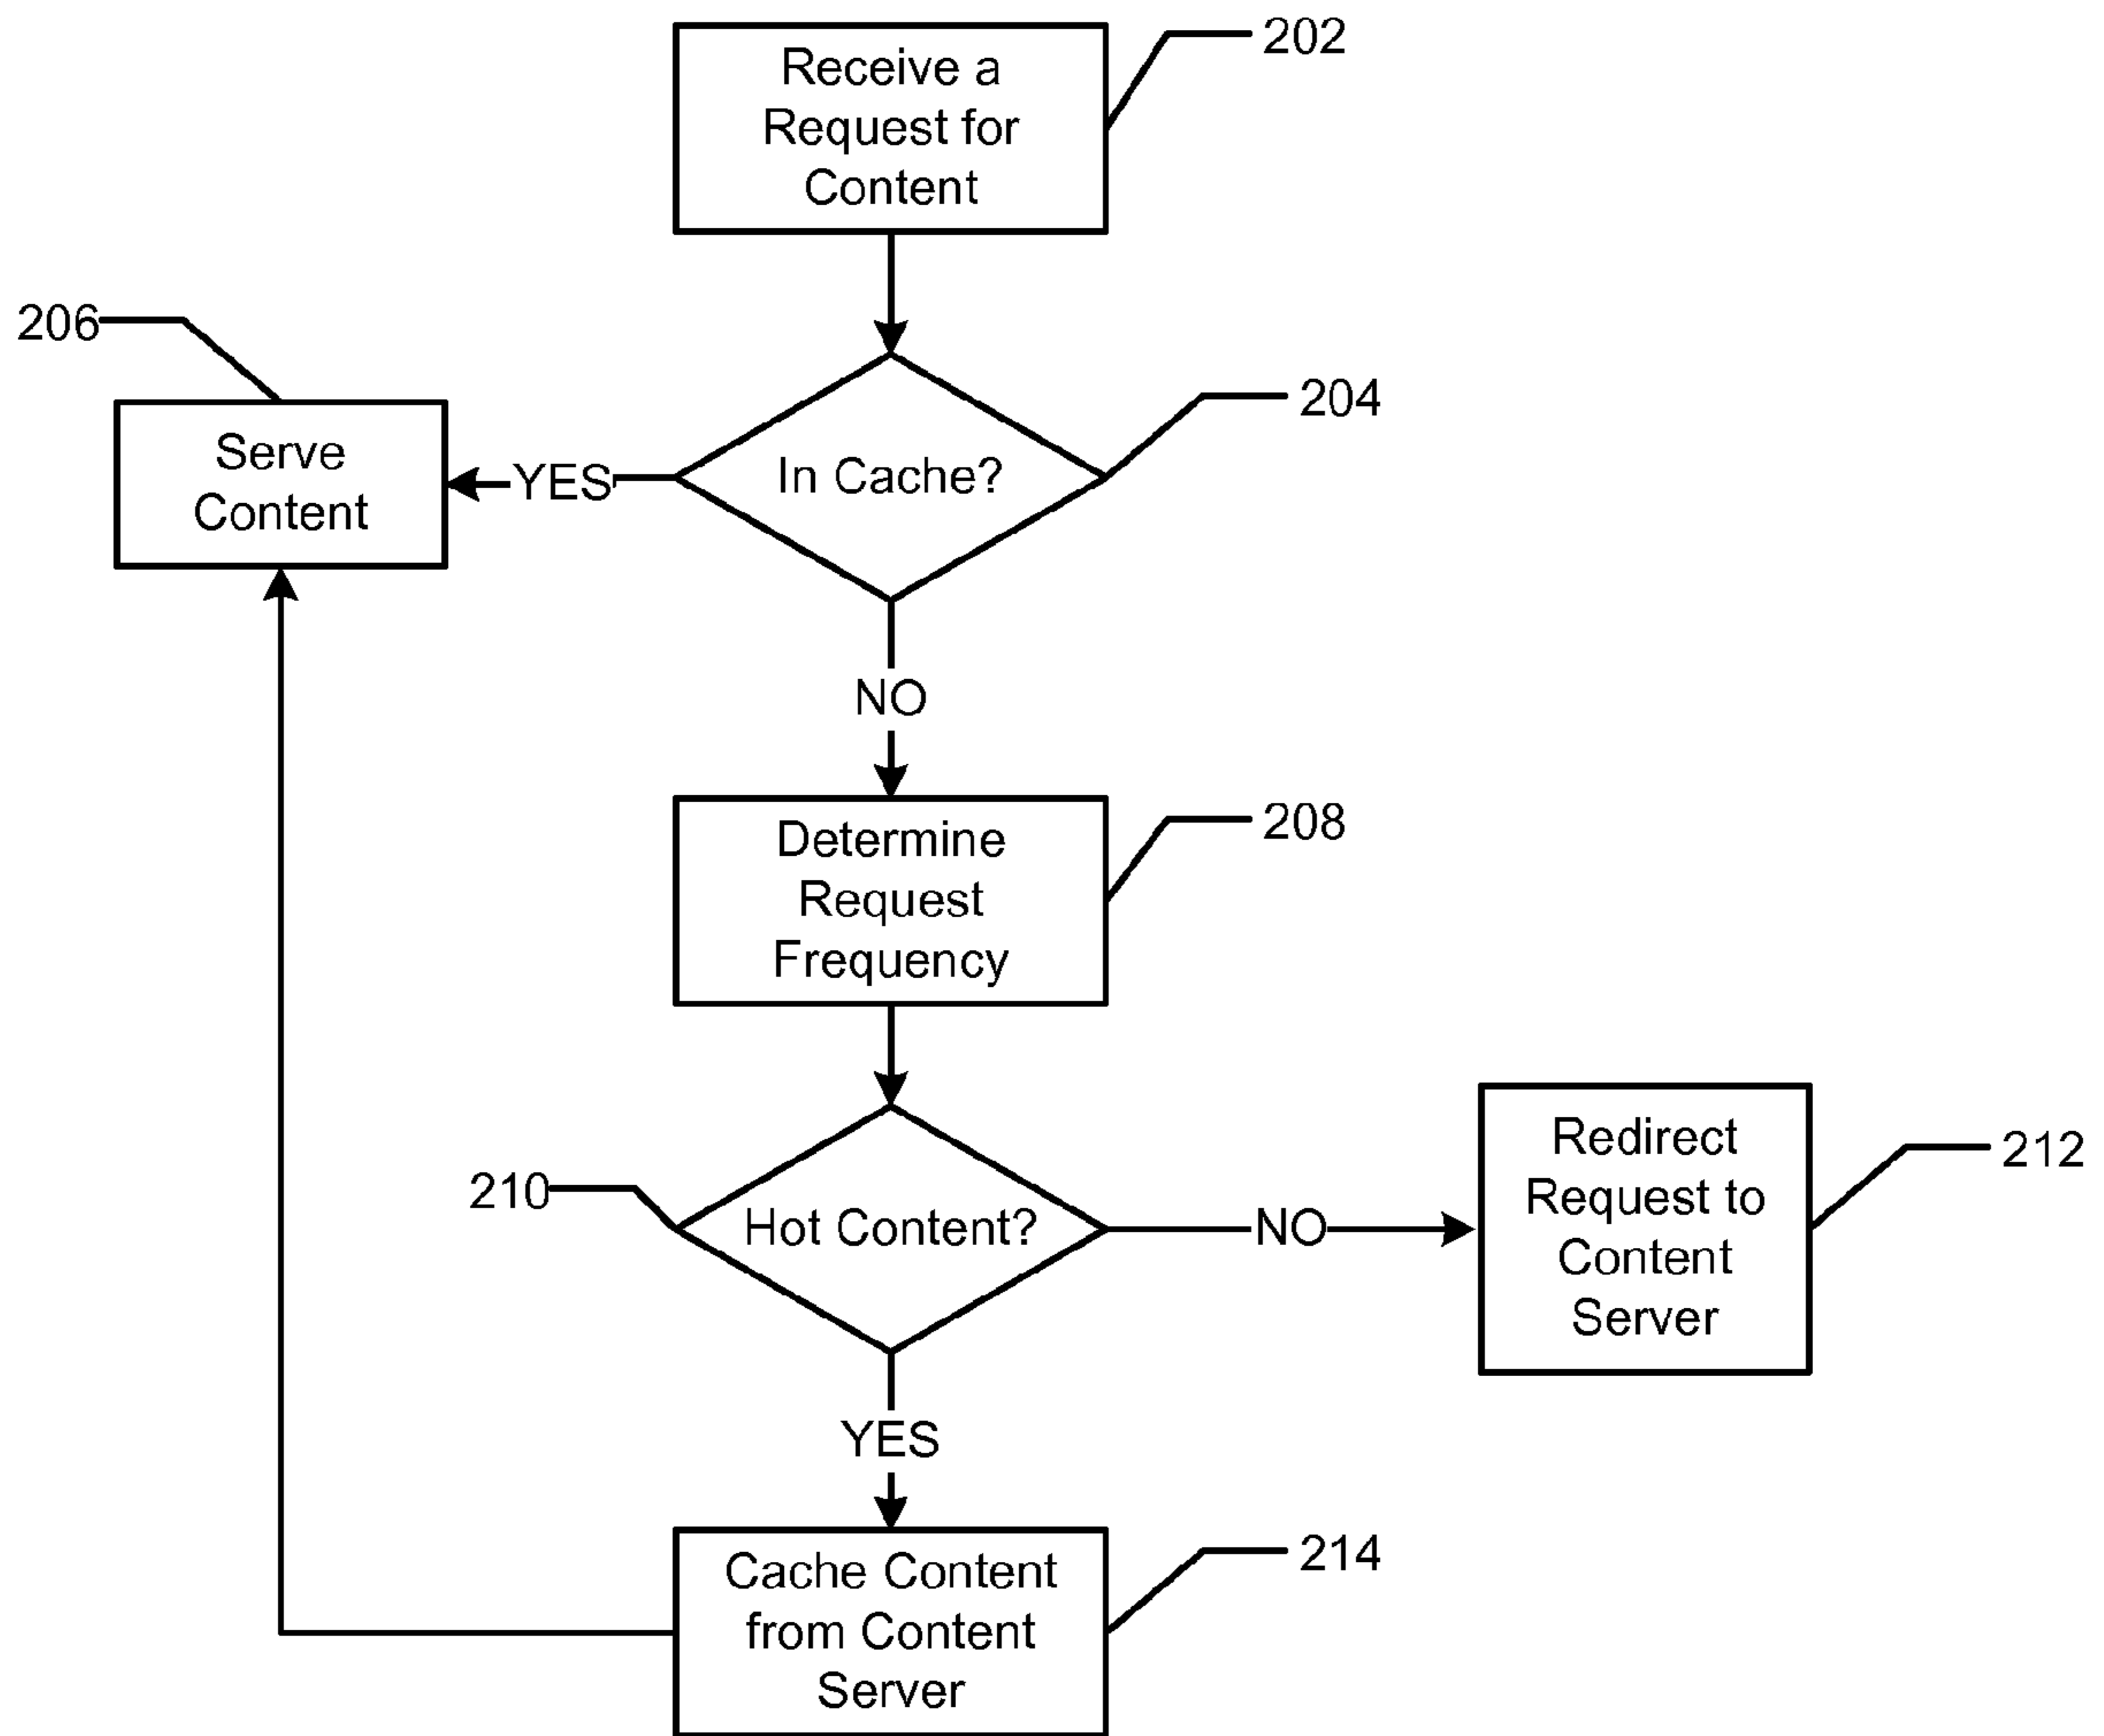 Receive a
Request for
Content
202
206
Serve
Content
YES
In Cache?
204
NO
Determine
Request
Frequency
208
210
Hot Content?
NO
Redirect
Request to
Content
Server
212
YES
Cache Content
from Content
Server
214